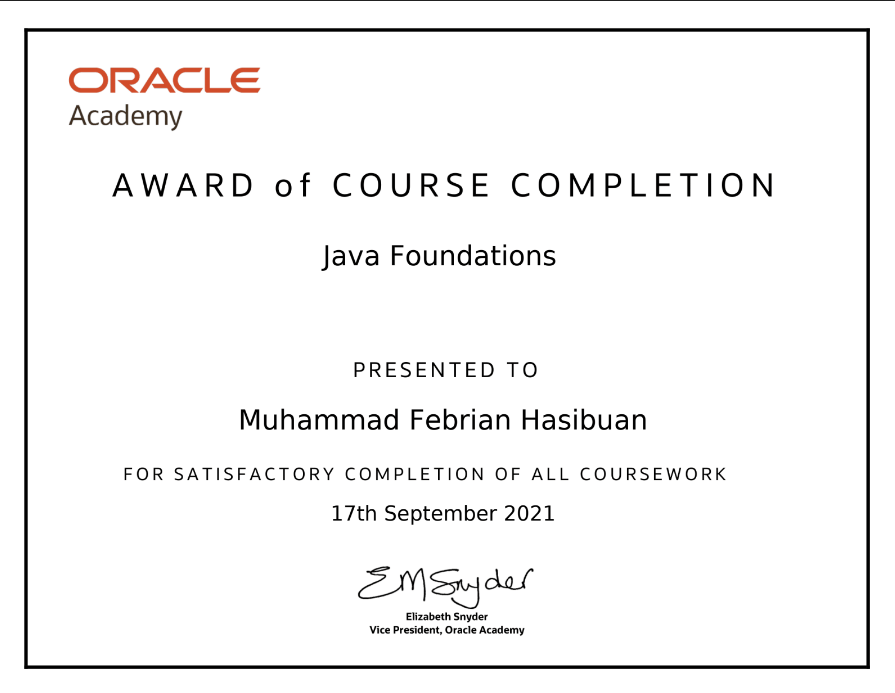 ORACLE
Academy
AWARD of COURSE COMPLETION
Java Foundations
PRESENTED TO
Muhammad Febrian Hasibuan
FOR SATISFACTORY COMPLETION OF ALL COURSEWORK
17th September 2021
EMSnyder
Elizabeth Snyder
Vice President, Oracle Academy